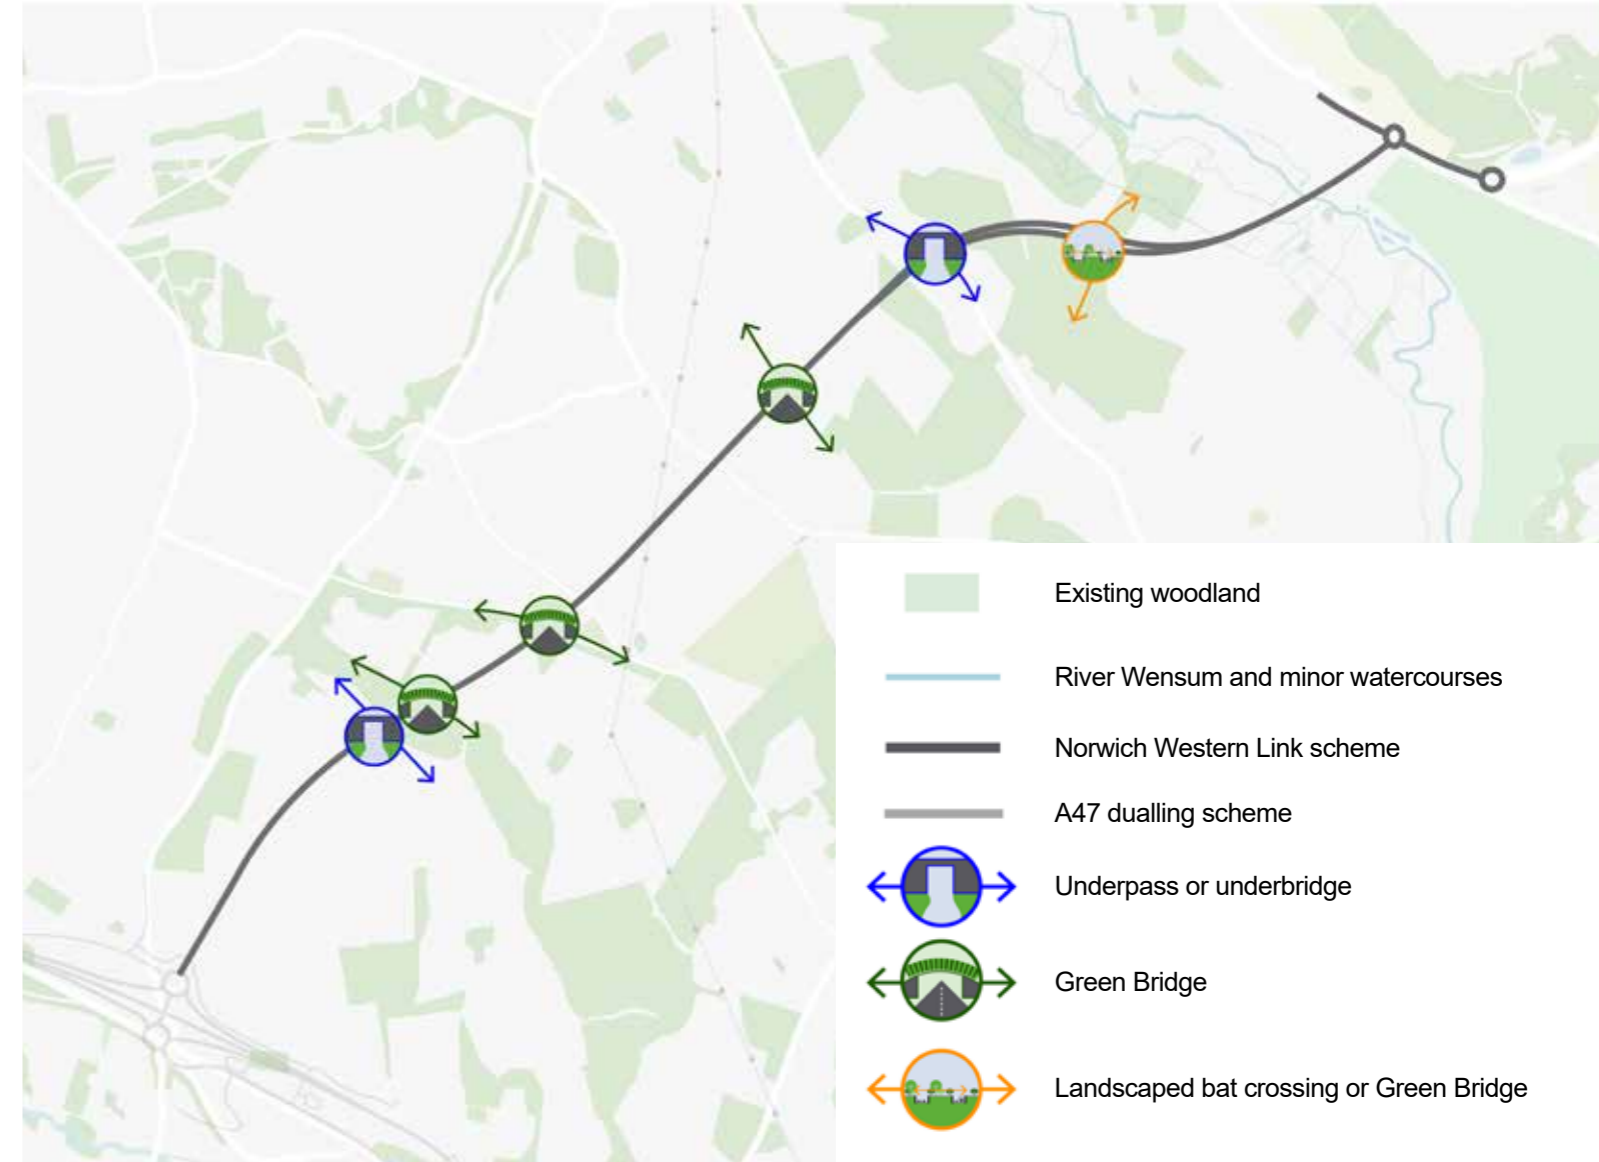 Existing woodland
River Wensum and minor watercourses
Norwich Western Link scheme
A47 dualling scheme
Underpass or underbridge
Green Bridge
Landscaped bat crossing or Green Bridge